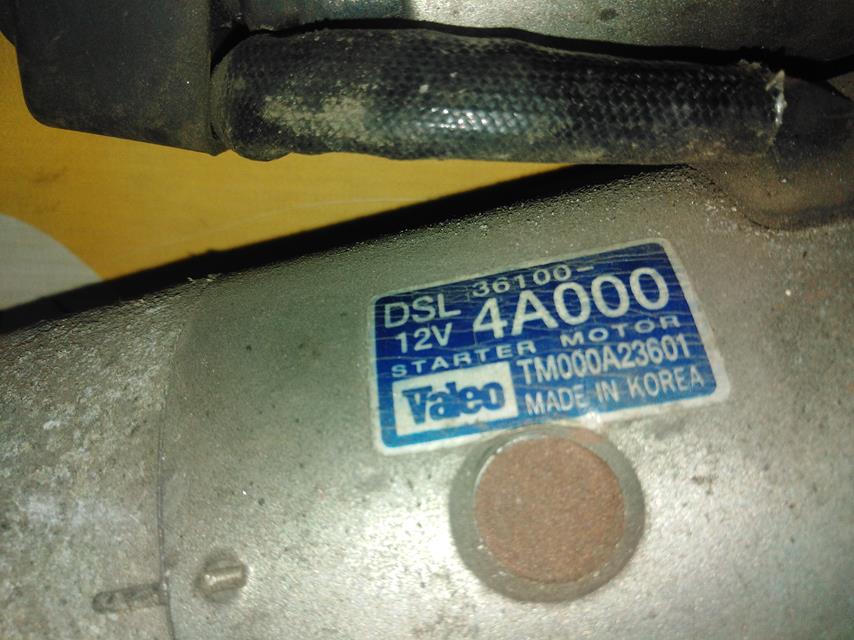 36100-
DSL 4A000
12V
STARTER MOTOR
Valeo TM000A23601
MADE IN KOREA